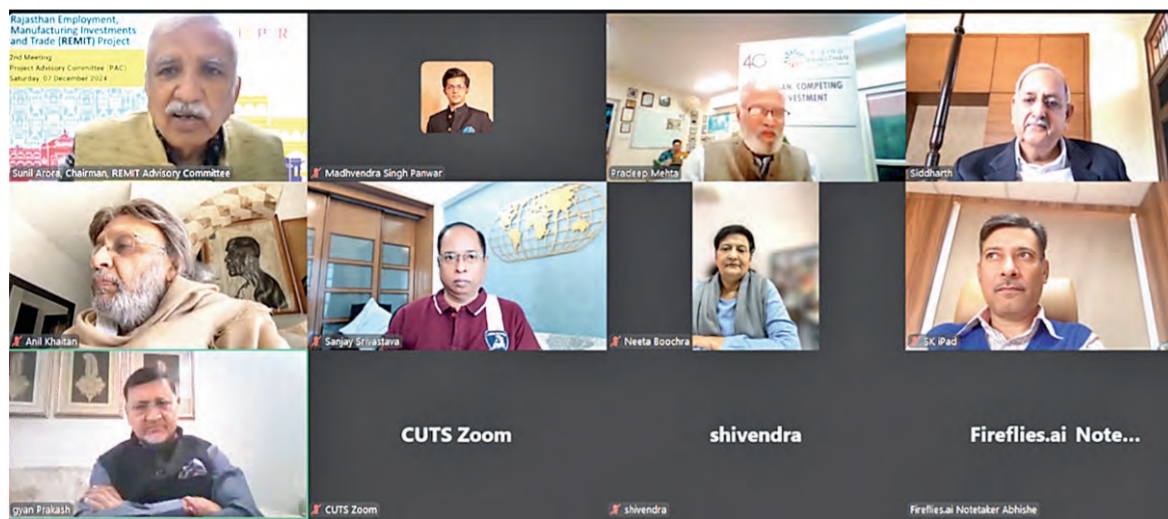 Rajasthan Employment,
Manufacturing Investments
and Trade (REMIT) Project
2nd Meeting
Project Advisory Committee (PAC)
Saturday, 07 December 2024
Sunil Arora, Chairman, REMIT Advisory Committee
Madhvendra Singh Panwar
40
COMPETING
Pradeep Mehta
Siddharth
Anil Khaitan
Sanjay Srivastava
Neeta Boochra
SK iPad
gyan Prakash
CUTS Zoom
CUTS Zoom
shivendra
shivendra
Fireflies.ai Note...
Fireflies.ai Notetaker Abhishe